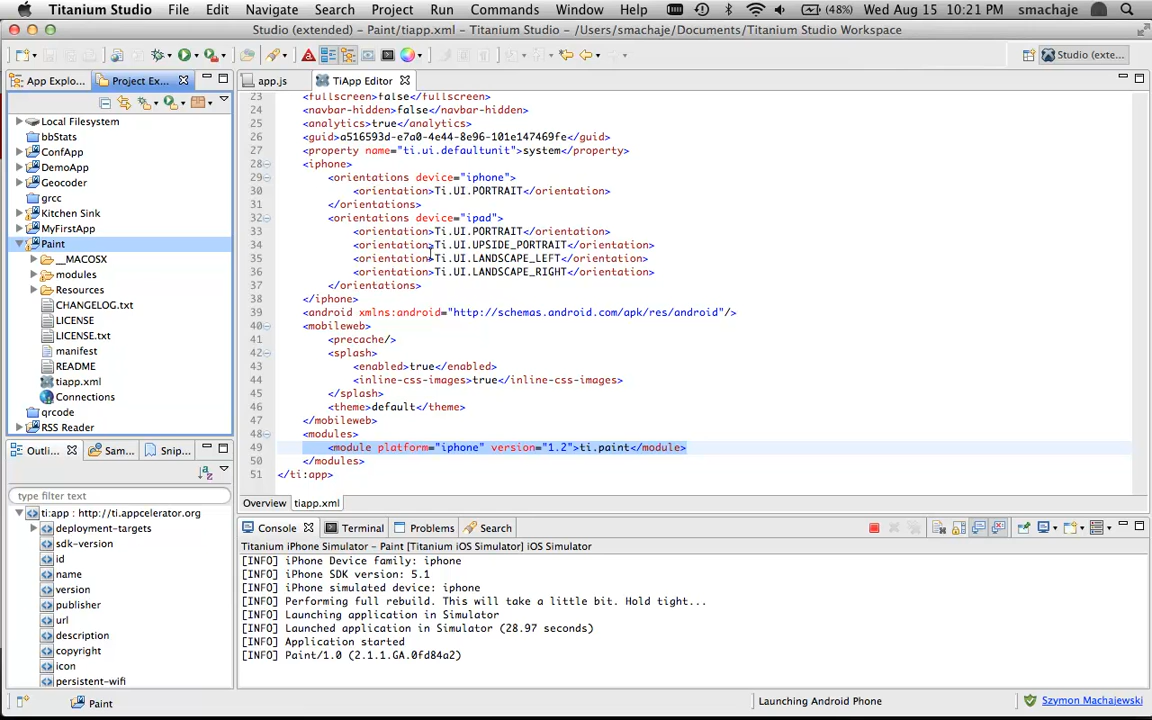 Titanium Studio File Edit Navigate Search Project Run Commands Window Help (48%) Wed Aug 15 10:21 PM smachaje
Studio (extended) – Paint/tiapp.xml – Titanium Studio – /Users/smachaje/Documents/Titanium Studio Workspace
Studio (exte...
App Explo... Project Ex...
Local Filesystem
bbStats
ConfApp
DemoApp
Geocoder
grcc
Kitchen Sink
MyFirstApp
Paint
__MACOSX
modules
Resources
CHANGELOG.txt
LICENSE
LICENSE.txt
manifest
README
tiapp.xml
Connections
qrcode
RSS Reader
Outli... Sam... Snip...
type filter text
ti:app : http://ti.appcelerator.org
deployment-targets
sdk-version
id
name
version
publisher
url
description
copyright
icon
persistent-wifi
app.js TiApp Editor
23 <fullscreen>false</fullscreen>
24 <navbar-hidden>false</navbar-hidden>
25 <analytics>true</analytics>
26 <guid>a516593d-e7a0-4e44-8e96-101e147469fe</guid>
27 <property name="ti.ui.defaultunit">system</property>
28 <iphone>
29 <orientations device="iphone">
30 <orientation>Ti.UI.PORTRAIT</orientation>
31 </orientations>
32 <orientations device="ipad">
33 <orientation>Ti.UI.PORTRAIT</orientation>
34 <orientation>Ti.UI.UPSIDE_PORTRAIT</orientation>
35 <orientation>Ti.UI.LANDSCAPE_LEFT</orientation>
36 <orientation>Ti.UI.LANDSCAPE_RIGHT</orientation>
37 </orientations>
38 </iphone>
39 <android xmlns:android="http://schemas.android.com/apk/res/android"/>
40 <mobileweb>
41 <precache/>
42 <splash>
43 <enabled>true</enabled>
44 <inline-css-images>true</inline-css-images>
45 </splash>
46 <theme>default</theme>
47 </mobileweb>
48 <modules>
49 <module platform="iphone" version="1.2">ti.paint</module>
50 </modules>
51 </ti:app>
Overview tiapp.xml
Console Terminal Problems Search
Titanium iPhone Simulator – Paint [Titanium iOS Simulator] iOS Simulator
[INFO] iPhone Device family: iphone
[INFO] iPhone SDK version: 5.1
[INFO] iPhone simulated device: iphone
[INFO] Performing full rebuild. This will take a little bit. Hold tight...
[INFO] Launching application in Simulator
[INFO] Launched application in Simulator (28.97 seconds)
[INFO] Application started
[INFO] Paint/1.0 (2.1.1.GA.0fd84a2)
Paint Launching Android Phone Szymon Machajewski